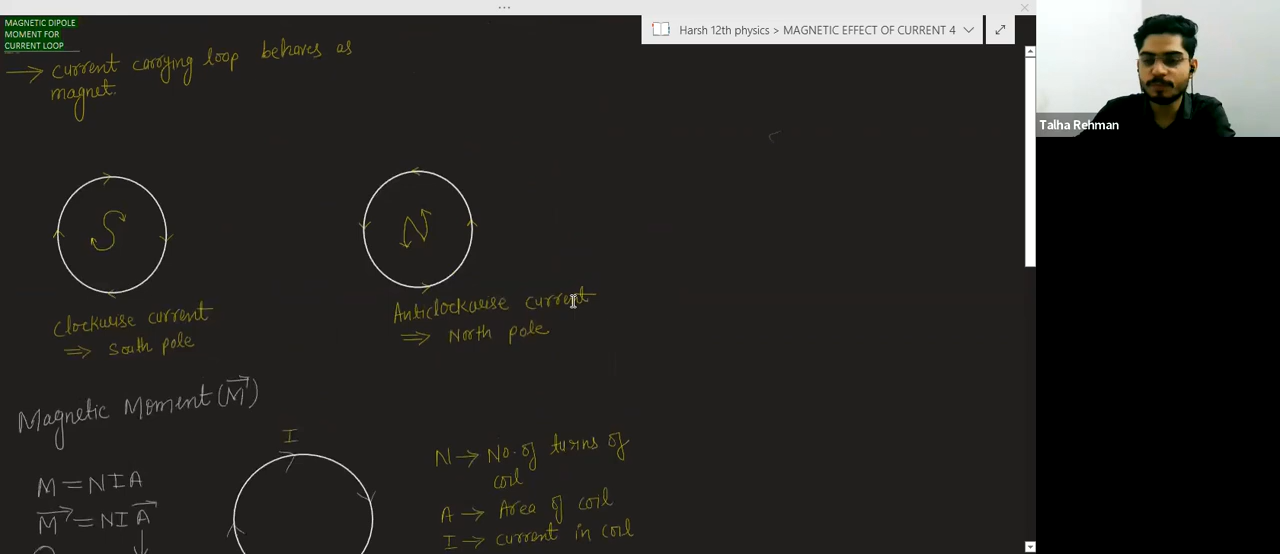 MAGNETIC DIPOLE
MOMENT FOR
CURRENT LOOP
Harsh 12th physics > MAGNETIC EFFECT OF CURRENT 4
Talha Rehman
→ current carrying loop behaves as
magnet.
S
N
Clockwise current
⇒ South pole
Anticlockwise current
⇒ North pole
Magnetic Moment (M⃗)
M = NIA
M⃗ = NI A⃗
I
N → No. of turns of
coil
A → Area of coil
I → current in coil